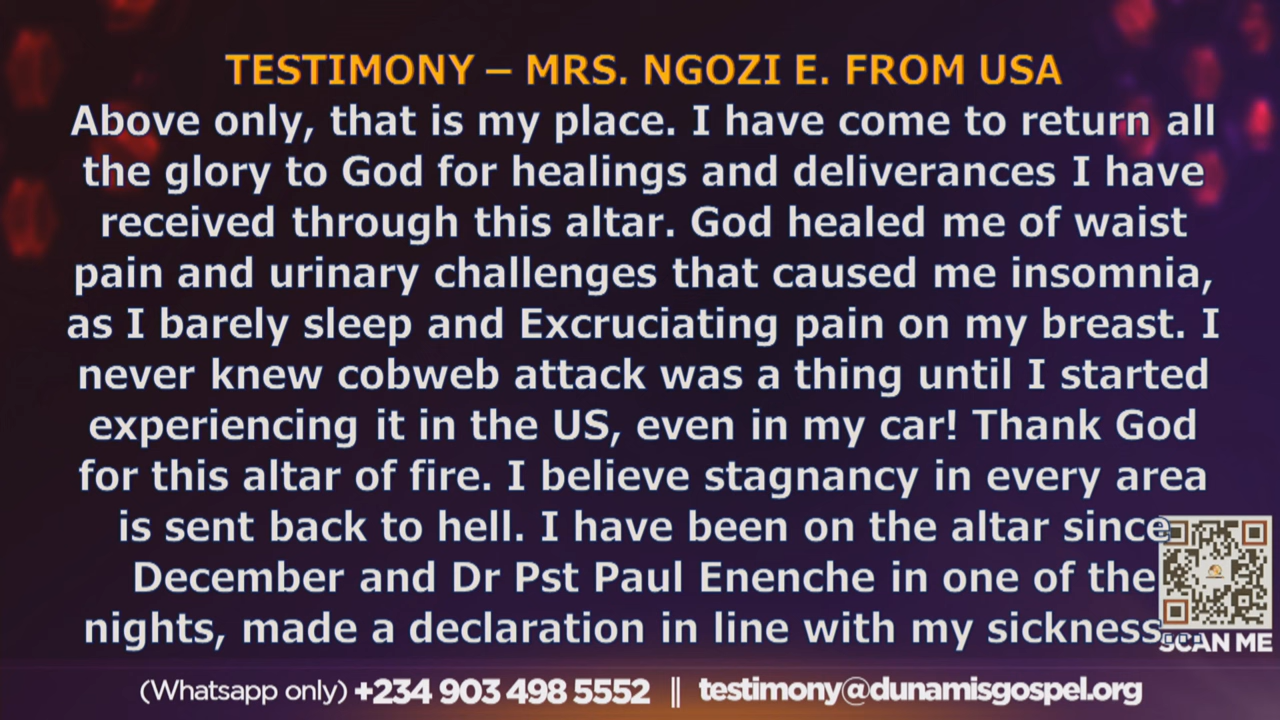 TESTIMONY – MRS. NGOZI E. FROM USA
Above only, that is my place. I have come to return all
the glory to God for healings and deliverances I have
received through this altar. God healed me of waist
pain and urinary challenges that caused me insomnia,
as I barely sleep and Excruciating pain on my breast. I
never knew cobweb attack was a thing until I started
experiencing it in the US, even in my car! Thank God
for this altar of fire. I believe stagnancy in every area
is sent back to hell. I have been on the altar since
December and Dr Pst Paul Enenche in one of the
nights, made a declaration in line with my sickness...
SCAN ME
(Whatsapp only) +234 903 498 5552 || testimony@dunamisgospel.org